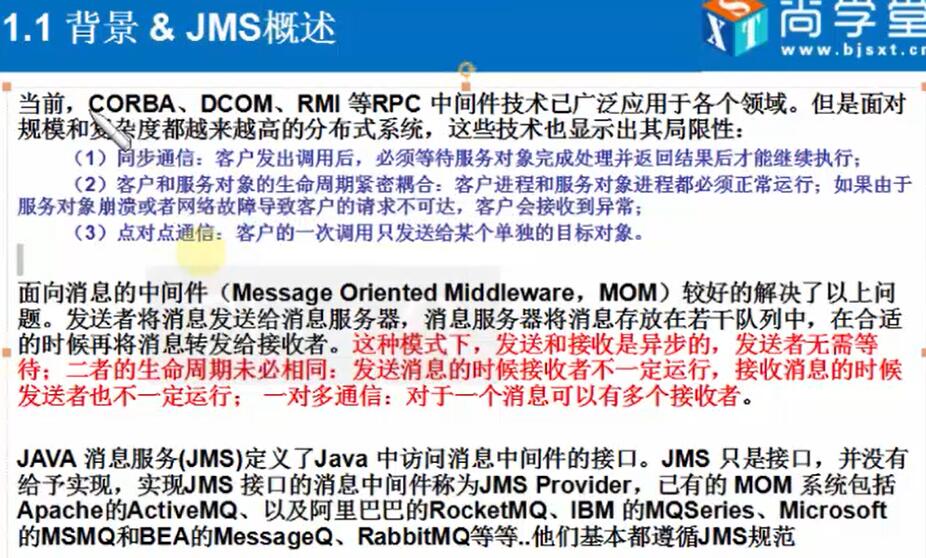 1.1 背景 & JMS概述
SXT
尚学堂
www.bjsxt.cn
当前，CORBA、DCOM、RMI 等RPC 中间件技术已广泛应用于各个领域。但是面对
规模和复杂度都越来越高的分布式系统，这些技术也显示出其局限性：
（1）同步通信：客户发出调用后，必须等待服务对象完成处理并返回结果后才能继续执行；
（2）客户和服务对象的生命周期紧密耦合：客户进程和服务对象进程都必须正常运行；如果由于
服务对象崩溃或者网络故障导致客户的请求不可达，客户会接收到异常；
（3）点对点通信：客户的一次调用只发送给某个单独的目标对象。
面向消息的中间件（Message Oriented Middleware，MOM）较好的解决了以上问
题。发送者将消息发送给消息服务器，消息服务器将消息存放在若干队列中，在合适
的时候再将消息转发给接收者。这种模式下，发送和接收是异步的，发送者无需等
待；二者的生命周期未必相同：发送消息的时候接收者不一定运行，接收消息的时候
发送者也不一定运行； 一对多通信：对于一个消息可以有多个接收者。
JAVA 消息服务(JMS)定义了Java 中访问消息中间件的接口。JMS 只是接口，并没有
给予实现，实现JMS 接口的消息中间件称为JMS Provider，已有的 MOM 系统包括
Apache的ActiveMQ、以及阿里巴巴的RocketMQ、IBM 的MQSeries、Microsoft
的MSMQ和BEA的MessageQ、RabbitMQ等等..他们基本都遵循JMS规范